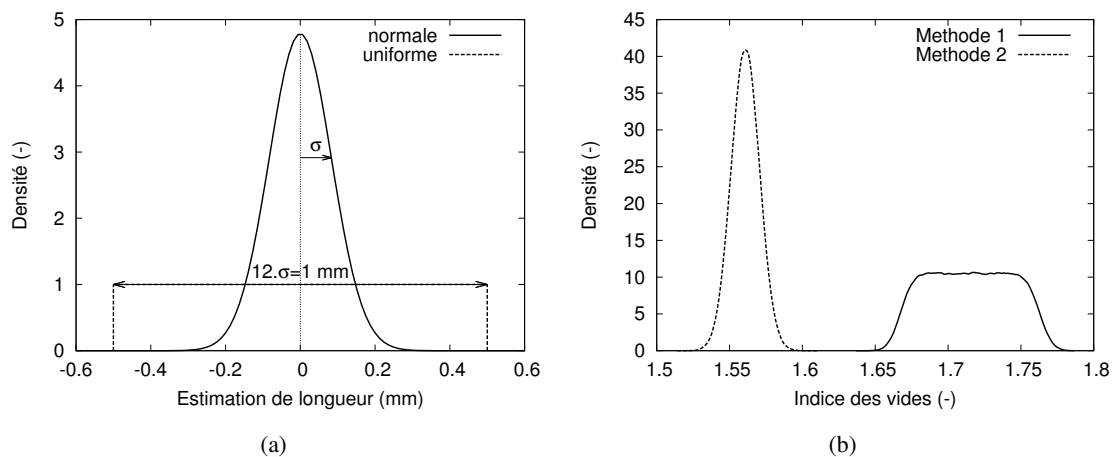 5
4
3
2
1
0
-0.6
-0.4
-0.2
0
0.2
0.4
0.6
Densité (-)
Estimation de longueur (mm)
normale
uniforme
σ
12.σ=1 mm
(a)
45
40
35
30
25
20
15
10
5
0
1.5
1.55
1.6
1.65
1.7
1.75
1.8
Densité (-)
Indice des vides (-)
Methode 1
Methode 2
(b)